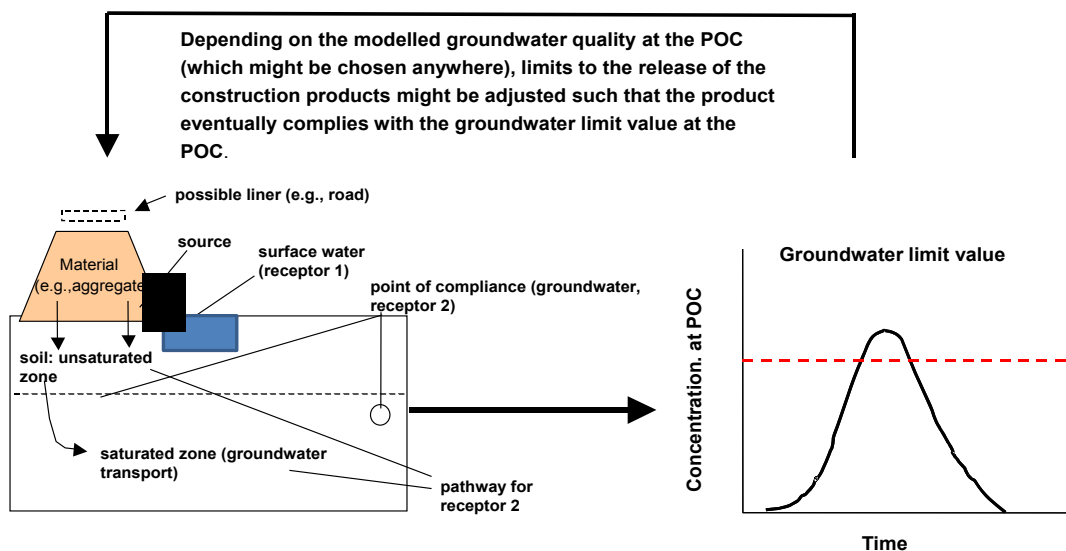 Depending on the modelled groundwater quality at the POC
(which might be chosen anywhere), limits to the release of the
construction products might be adjusted such that the product
eventually complies with the groundwater limit value at the
POC.
possible liner (e.g., road)
source
surface water
(receptor 1)
Material
(e.g.,aggregate
point of compliance (groundwater,
receptor 2)
soil: unsaturated
zone
saturated zone (groundwater
transport)
pathway for
receptor 2
Groundwater limit value
Concentration. at POC
Time